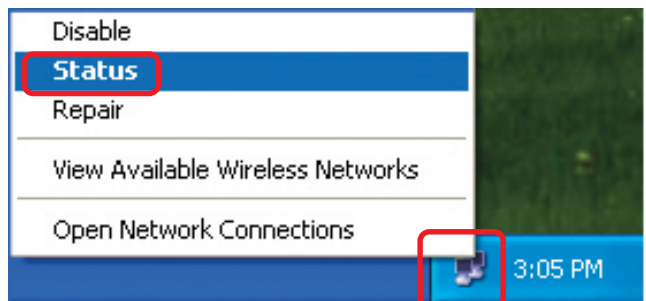 Disable
Status
Repair
View Available Wireless Networks
Open Network Connections
3:05 PM